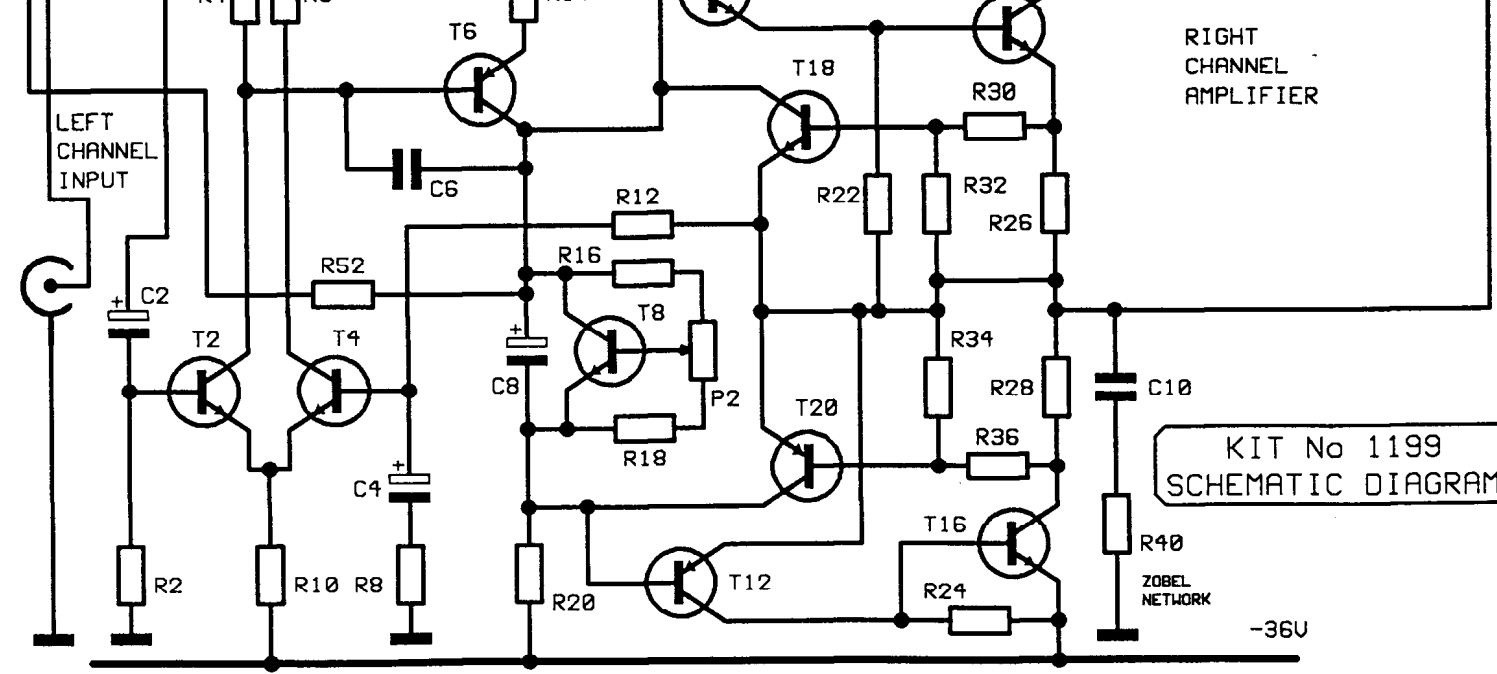 T6
RIGHT
CHANNEL
AMPLIFIER
T18
R30
LEFT
CHANNEL
INPUT
C6
R22
R32
R12
R26
R16
R52
C2
T8
T2
T4
R34
C8
P2
R28
C10
T20
R36
KIT No 1199
SCHEMATIC DIAGRAM
R18
C4
T16
R40
R2
R10
R8
R20
T12
R24
ZOBEL
NETWORK
-36V